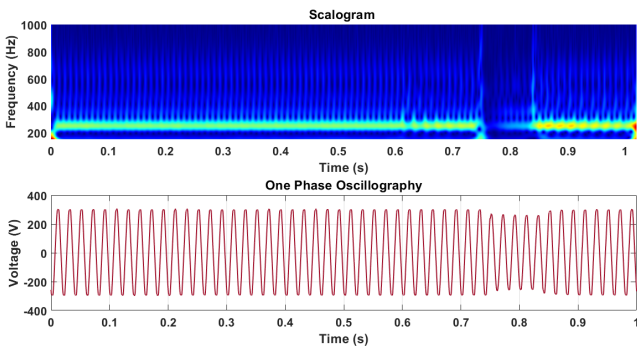 Scalogram
1000
800
600
400
200
Frequency (Hz)
0 0.1 0.2 0.3 0.4 0.5 0.6 0.7 0.8 0.9 1
Time (s)
One Phase Oscillography
400
200
0
-200
-400
Voltage (V)
0 0.1 0.2 0.3 0.4 0.5 0.6 0.7 0.8 0.9 1
Time (s)